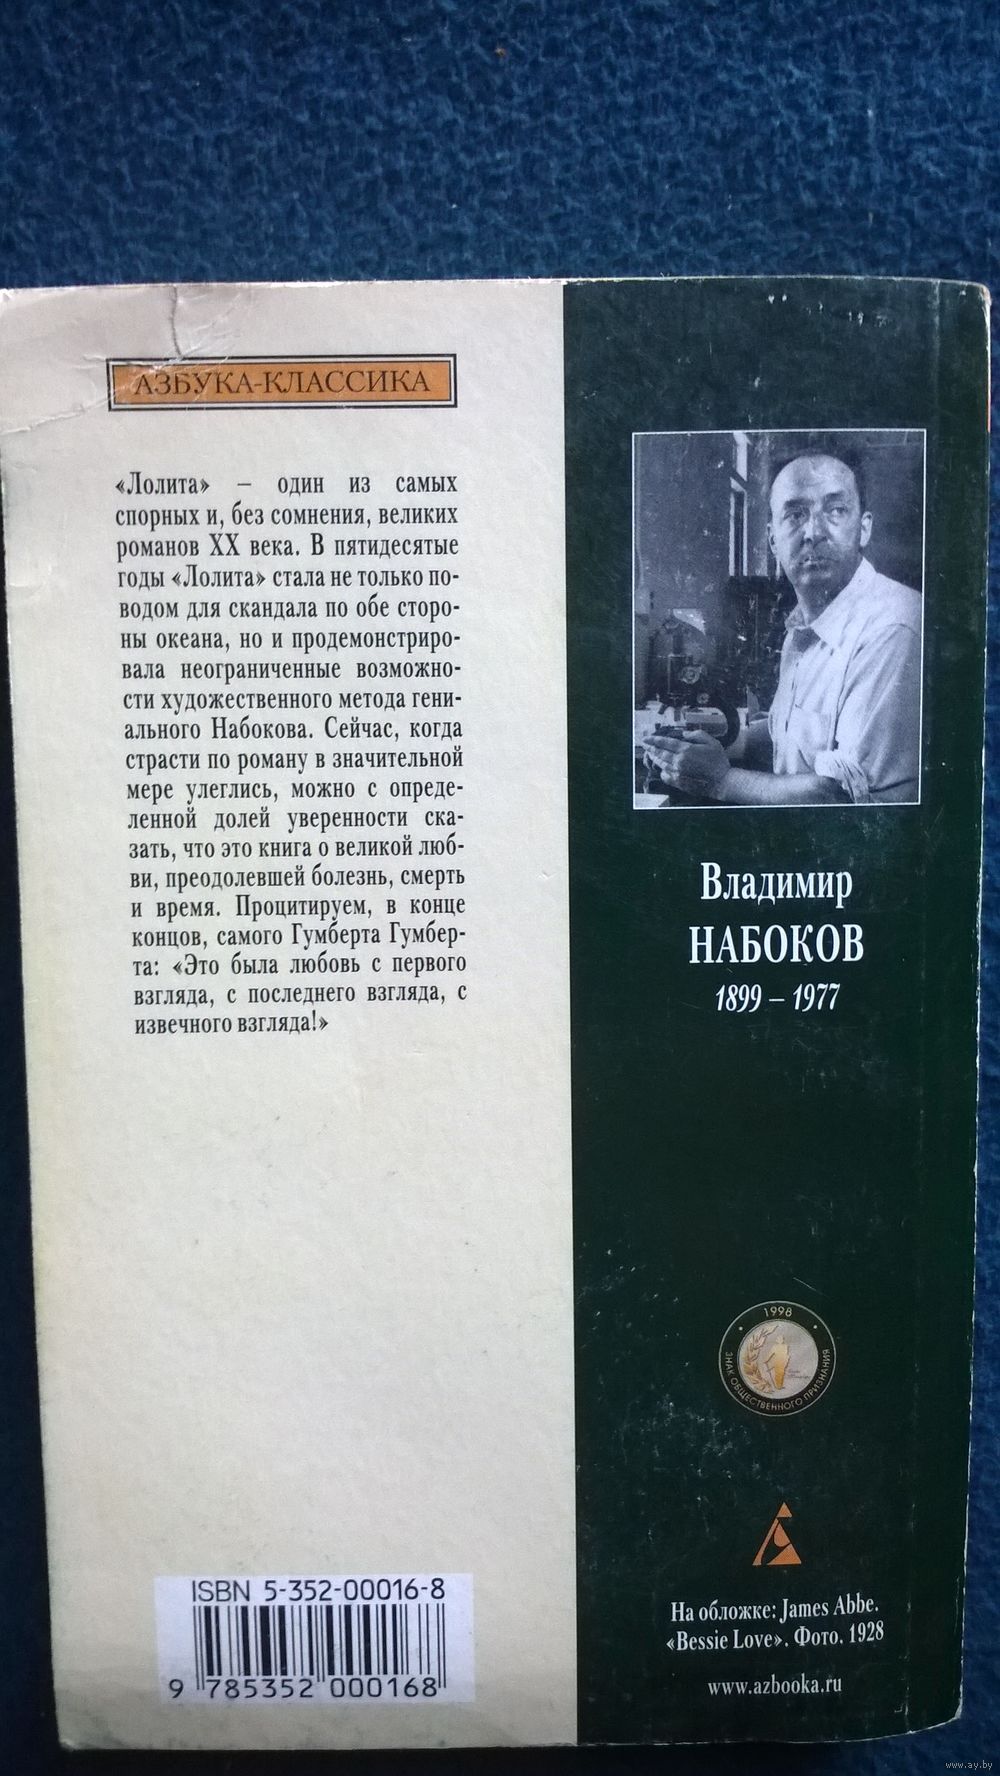 АЗБУКА-КЛАССИКА
«Лолита» – один из самых
спорных и, без сомнения, великих
романов XX века. В пятидесятые
годы «Лолита» стала не только по-
водом для скандала по обе сторо-
ны океана, но и продемонстриро-
вала неограниченные возможно-
сти художественного метода гени-
ального Набокова. Сейчас, когда
страсти по роману в значительной
мере улеглись, можно с опреде-
ленной долей уверенности ска-
зать, что это книга о великой люб-
ви, преодолевшей болезнь, смерть
и время. Процитируем, в конце
концов, самого Гумберта Гумбер-
та: «Это была любовь с первого
взгляда, с последнего взгляда, с
извечного взгляда!»
ISBN 5-352-00016-8
9 785352 000168
Владимир
НАБОКОВ
1899 – 1977
1998
ЗНАК ОБЩЕСТВЕННОГО ПРИЗНАНИЯ
На обложке: James Abbe.
«Bessie Love». Фото. 1928
www.azbooka.ru
www.ay.by